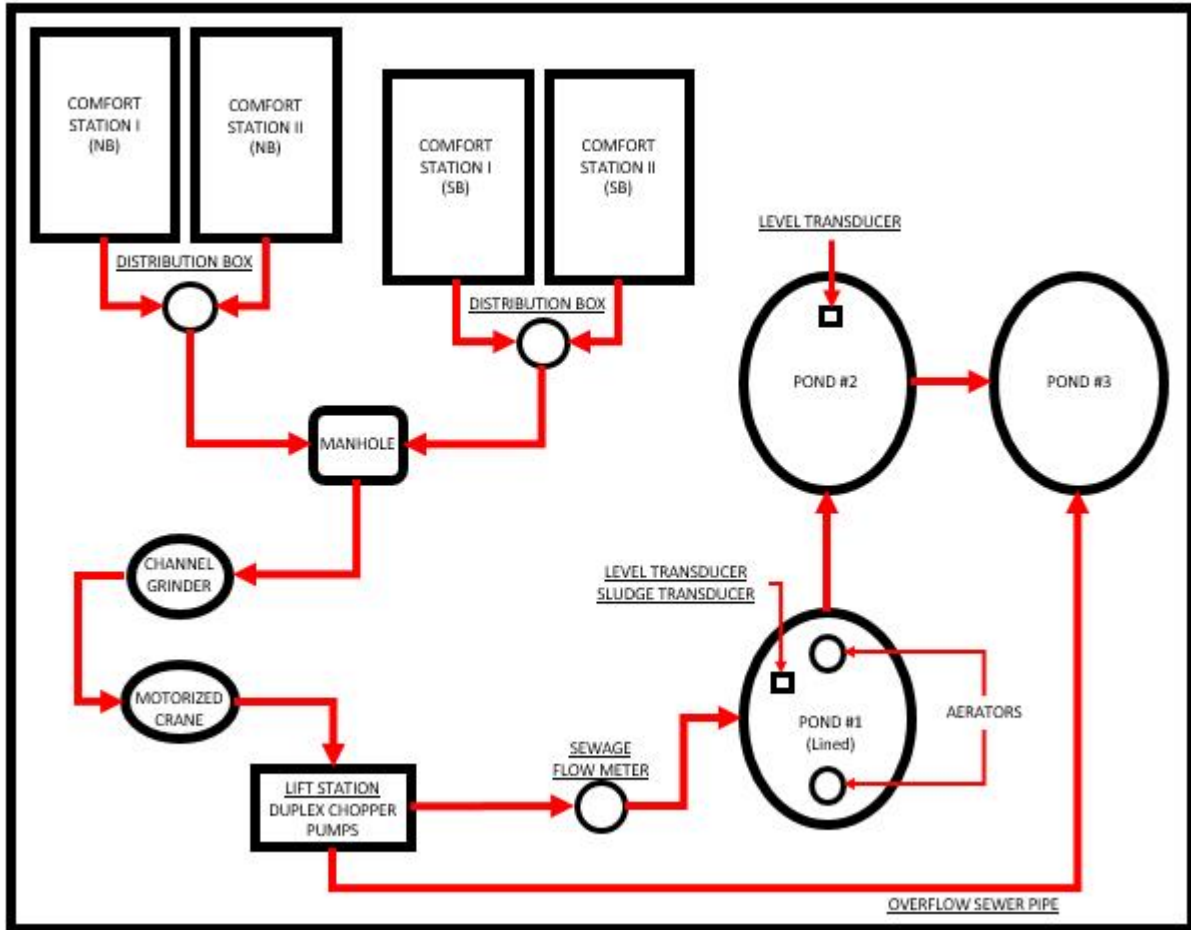 COMFORT
STATION I
(NB)
COMFORT
STATION II
(NB)
COMFORT
STATION I
(SB)
COMFORT
STATION II
(SB)
DISTRIBUTION BOX
DISTRIBUTION BOX
LEVEL TRANSDUCER
POND #2
POND #3
MANHOLE
CHANNEL
GRINDER
LEVEL TRANSDUCER
SLUDGE TRANSDUCER
MOTORIZED
CRANE
POND #1
(Lined)
AERATORS
SEWAGE
FLOW METER
LIFT STATION
DUPLEX CHOPPER
PUMPS
OVERFLOW SEWER PIPE